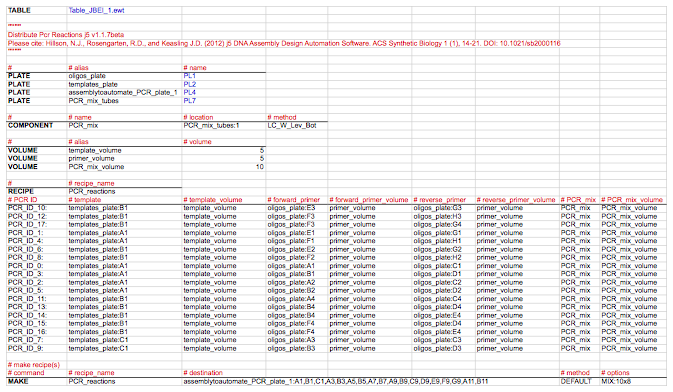 TABLE Table_JBEI_1.ewt
"""""
Distribute Pcr Reactions j5 v1.1.7beta
Please cite: Hillson, N.J., Rosengarten, R.D., and Keasling J.D. (2012) j5 DNA Assembly Design Automation Software. ACS Synthetic Biology 1 (1), 14-21. DOI: 10.1021/sb2000116
"""""
# # alias # name
PLATE oligos_plate PL1
PLATE templates_plate PL2
PLATE assemblytoautomate_PCR_plate_1 PL4
PLATE PCR_mix_tubes PL7
# # name # location # method
COMPONENT PCR_mix PCR_mix_tubes:1 LC_W_Lev_Bot
# # alias # volume
VOLUME template_volume 5
VOLUME primer_volume 5
VOLUME PCR_mix_volume 10
# # recipe_name
RECIPE PCR_reactions
# PCR ID # template # template_volume # forward_primer # forward_primer_volume # reverse_primer # reverse_primer_volume # PCR_mix # PCR_mix_volume
PCR_ID_10: templates_plate:B1 template_volume oligos_plate:E3 primer_volume oligos_plate:G3 primer_volume PCR_mix PCR_mix_volume
PCR_ID_12: templates_plate:B1 template_volume oligos_plate:F3 primer_volume oligos_plate:H3 primer_volume PCR_mix PCR_mix_volume
PCR_ID_17: templates_plate:B1 template_volume oligos_plate:F3 primer_volume oligos_plate:G4 primer_volume PCR_mix PCR_mix_volume
PCR_ID_1: templates_plate:A1 template_volume oligos_plate:E1 primer_volume oligos_plate:G1 primer_volume PCR_mix PCR_mix_volume
PCR_ID_4: templates_plate:A1 template_volume oligos_plate:F1 primer_volume oligos_plate:H1 primer_volume PCR_mix PCR_mix_volume
PCR_ID_6: templates_plate:B1 template_volume oligos_plate:E2 primer_volume oligos_plate:G2 primer_volume PCR_mix PCR_mix_volume
PCR_ID_8: templates_plate:B1 template_volume oligos_plate:F2 primer_volume oligos_plate:H2 primer_volume PCR_mix PCR_mix_volume
PCR_ID_0: templates_plate:A1 template_volume oligos_plate:A1 primer_volume oligos_plate:C1 primer_volume PCR_mix PCR_mix_volume
PCR_ID_3: templates_plate:A1 template_volume oligos_plate:B1 primer_volume oligos_plate:D1 primer_volume PCR_mix PCR_mix_volume
PCR_ID_2: templates_plate:A1 template_volume oligos_plate:A2 primer_volume oligos_plate:C2 primer_volume PCR_mix PCR_mix_volume
PCR_ID_5: templates_plate:A1 template_volume oligos_plate:B2 primer_volume oligos_plate:D2 primer_volume PCR_mix PCR_mix_volume
PCR_ID_11: templates_plate:B1 template_volume oligos_plate:A4 primer_volume oligos_plate:C4 primer_volume PCR_mix PCR_mix_volume
PCR_ID_13: templates_plate:B1 template_volume oligos_plate:B4 primer_volume oligos_plate:D4 primer_volume PCR_mix PCR_mix_volume
PCR_ID_14: templates_plate:B1 template_volume oligos_plate:B4 primer_volume oligos_plate:E4 primer_volume PCR_mix PCR_mix_volume
PCR_ID_15: templates_plate:B1 template_volume oligos_plate:F4 primer_volume oligos_plate:D4 primer_volume PCR_mix PCR_mix_volume
PCR_ID_16: templates_plate:B1 template_volume oligos_plate:F4 primer_volume oligos_plate:E4 primer_volume PCR_mix PCR_mix_volume
PCR_ID_7: templates_plate:C1 template_volume oligos_plate:A3 primer_volume oligos_plate:C3 primer_volume PCR_mix PCR_mix_volume
PCR_ID_9: templates_plate:C1 template_volume oligos_plate:B3 primer_volume oligos_plate:D3 primer_volume PCR_mix PCR_mix_volume
# make recipe(s)
# command # recipe_name # destination # method # options
MAKE PCR_reactions assemblytoautomate_PCR_plate_1:A1,B1,C1,A3,B3,A5,B5,A7,B7,A9,B9,C9,D9,E9,F9,G9,A11,B11 DEFAULT MIX:10x8